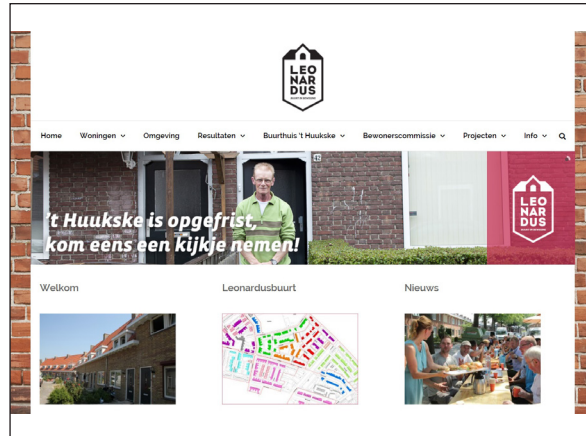 LEO
NAR
DUS
Home Woningen Omgeving Resultaten Buurthuis 't Huukske Bewonerscommissie Projecten Info
42
't Huukske is opgefrist,
kom eens een kijkje nemen!
LEO
NAR
DUS
Welkom Leonardusbuurt Nieuws